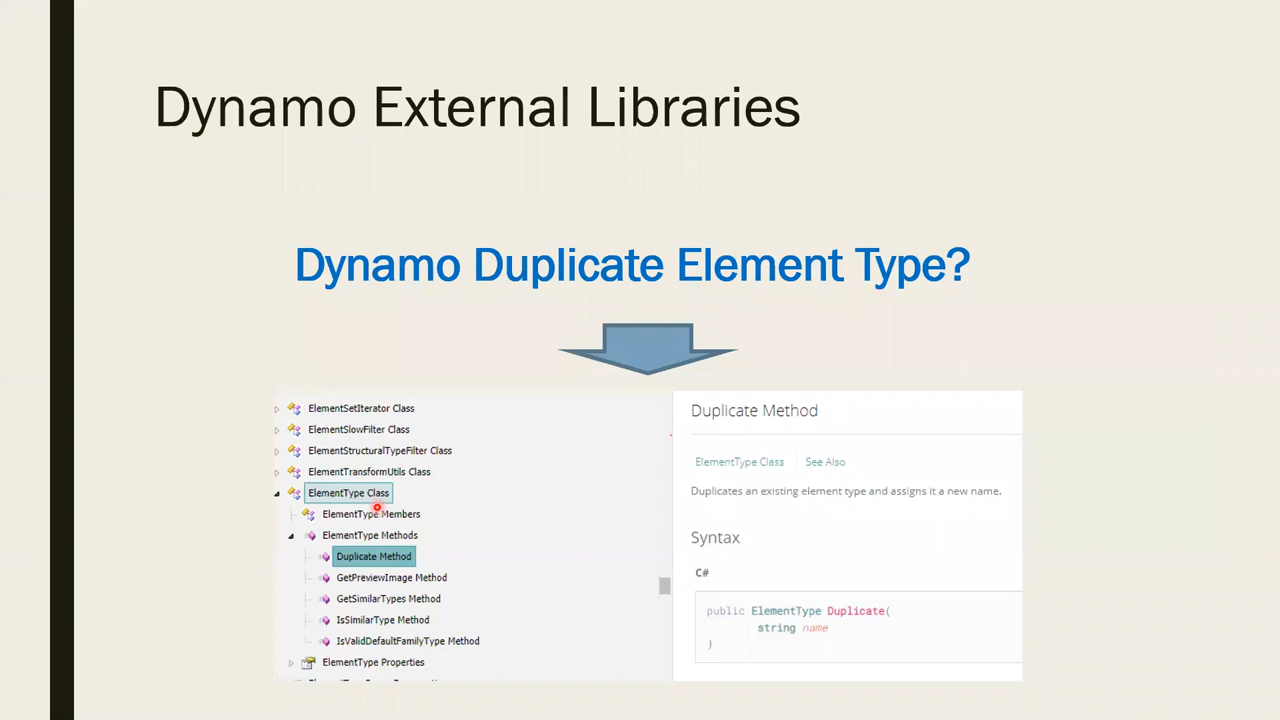 Dynamo External Libraries
Dynamo Duplicate Element Type?
ElementSetIterator Class
ElementSlowFilter Class
ElementStructuralTypeFilter Class
ElementTransformUtils Class
ElementType Class
ElementType Members
ElementType Methods
Duplicate Method
GetPreviewImage Method
GetSimilarTypes Method
IsSimilarType Method
IsValidDefaultFamilyType Method
ElementType Properties
Duplicate Method
ElementType Class See Also
Duplicates an existing element type and assigns it a new name.
Syntax
C#
public ElementType Duplicate(
string name
)